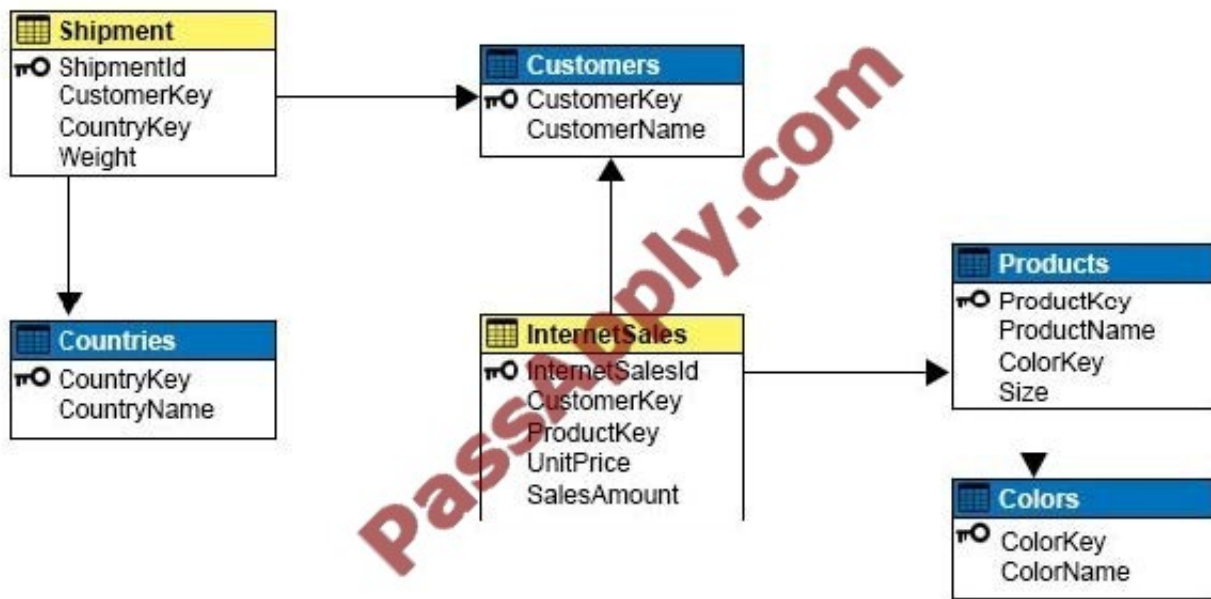 Shipment
ShipmentId
CustomerKey
CountryKey
Weight
Customers
CustomerKey
CustomerName
Countries
CountryKey
CountryName
InternetSales
InternetSalesId
CustomerKey
ProductKey
UnitPrice
SalesAmount
Products
ProductKey
ProductName
ColorKey
Size
Colors
ColorKey
ColorName
PassApply.com